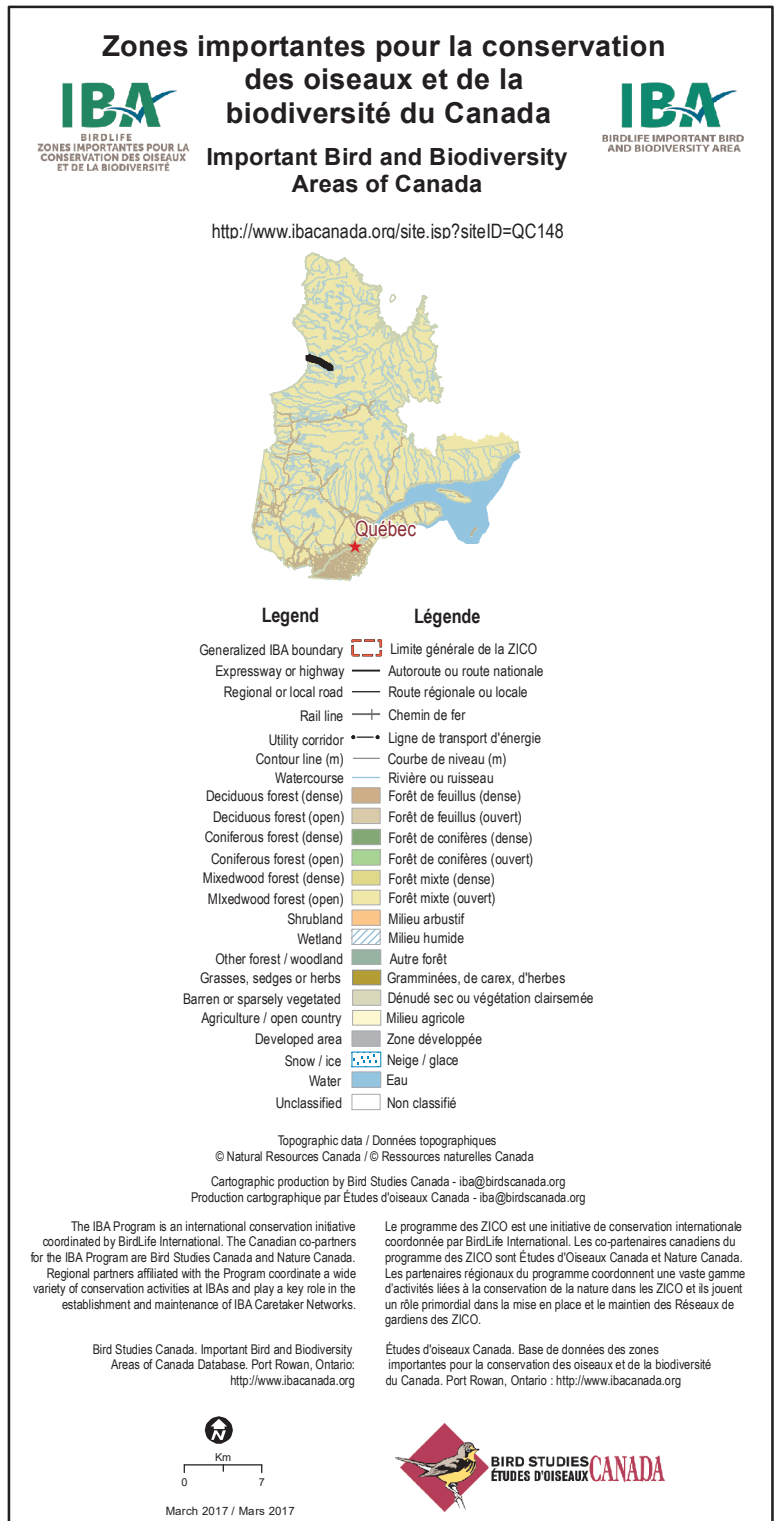 Zones importantes pour la conservation
des oiseaux et de la
biodiversité du Canada
IBA
BIRDLIFE
ZONES IMPORTANTES POUR LA
CONSERVATION DES OISEAUX
ET DE LA BIODIVERSITÉ
IBA
BIRDLIFE IMPORTANT BIRD
AND BIODIVERSITY AREA
Important Bird and Biodiversity
Areas of Canada
http://www.ibacanada.org/site.jsp?siteID=QC148
Québec
Legend Légende
Generalized IBA boundary Limite générale de la ZICO
Expressway or highway Autoroute ou route nationale
Regional or local road Route régionale ou locale
Rail line Chemin de fer
Utility corridor Ligne de transport d'énergie
Contour line (m) Courbe de niveau (m)
Watercourse Rivière ou ruisseau
Deciduous forest (dense) Forêt de feuillus (dense)
Deciduous forest (open) Forêt de feuillus (ouvert)
Coniferous forest (dense) Forêt de conifères (dense)
Coniferous forest (open) Forêt de conifères (ouvert)
Mixedwood forest (dense) Forêt mixte (dense)
MIxedwood forest (open) Forêt mixte (ouvert)
Shrubland Milieu arbustif
Wetland Milieu humide
Other forest / woodland Autre forêt
Grasses, sedges or herbs Gramminées, de carex, d'herbes
Barren or sparsely vegetated Dénudé sec ou végétation clairsemée
Agriculture / open country Milieu agricole
Developed area Zone développée
Snow / ice Neige / glace
Water Eau
Unclassified Non classifié
Topographic data / Données topographiques
© Natural Resources Canada / © Ressources naturelles Canada
Cartographic production by Bird Studies Canada - iba@birdscanada.org
Production cartographique par Études d'oiseaux Canada - iba@birdscanada.org
The IBA Program is an international conservation initiative
coordinated by BirdLife International. The Canadian co-partners
for the IBA Program are Bird Studies Canada and Nature Canada.
Regional partners affiliated with the Program coordinate a wide
variety of conservation activities at IBAs and play a key role in the
establishment and maintenance of IBA Caretaker Networks.
Le programme des ZICO est une initiative de conservation internationale
coordonnée par BirdLife International. Les co-partenaires canadiens du
programme des ZICO sont Études d'Oiseaux Canada et Nature Canada.
Les partenaires régionaux du programme coordonnent une vaste gamme
d'activités liées à la conservation de la nature dans les ZICO et ils jouent
un rôle primordial dans la mise en place et le maintien des Réseaux de
gardiens des ZICO.
Bird Studies Canada. Important Bird and Biodiversity
Areas of Canada Database. Port Rowan, Ontario:
http://www.ibacanada.org
Études d'oiseaux Canada. Base de données des zones
importantes pour la conservation des oiseaux et de la biodiversité
du Canada. Port Rowan, Ontario : http://www.ibacanada.org
N
Km
0 7
March 2017 / Mars 2017
BIRD STUDIES
ÉTUDES D'OISEAUX
CANADA